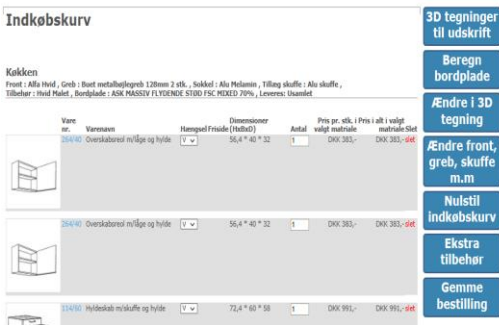 Indkøbskurv
Køkken
Front : Alfa Hvid , Greb : Buet metalbøjlegreb 128mm 2 stk. , Sokkel : Alu Melamin , Tillæg skuffe : Alu skuffe ,
Tilbehør : Hvid Malet , Bordplade : ASK MASSIV FLYDENDE STØD FSC MIXED 70% , Leveres: Usamlet
Vare nr. Varenavn Hængsel Friside Dimensioner (HxBxD) Antal Pris pr. stk. i valgt matriale Pris i alt i valgt matriale Slet
264/40 Overskabsreol m/låge og hylde V 56,4 * 40 * 32 1 DKK 383,- DKK 383,- slet
264/40 Overskabsreol m/låge og hylde V 56,4 * 40 * 32 1 DKK 383,- DKK 383,- slet
114/60 Hyldeskab m/skuffe og hylde V 72,4 * 60 * 58 1 DKK 991,- DKK 991,- slet
3D tegninger
til udskrift
Beregn
bordplade
Ændre i 3D
tegning
Ændre front,
greb, skuffe
m.m
Nulstil
indkøbskurv
Ekstra
tilbehør
Gemme
bestilling